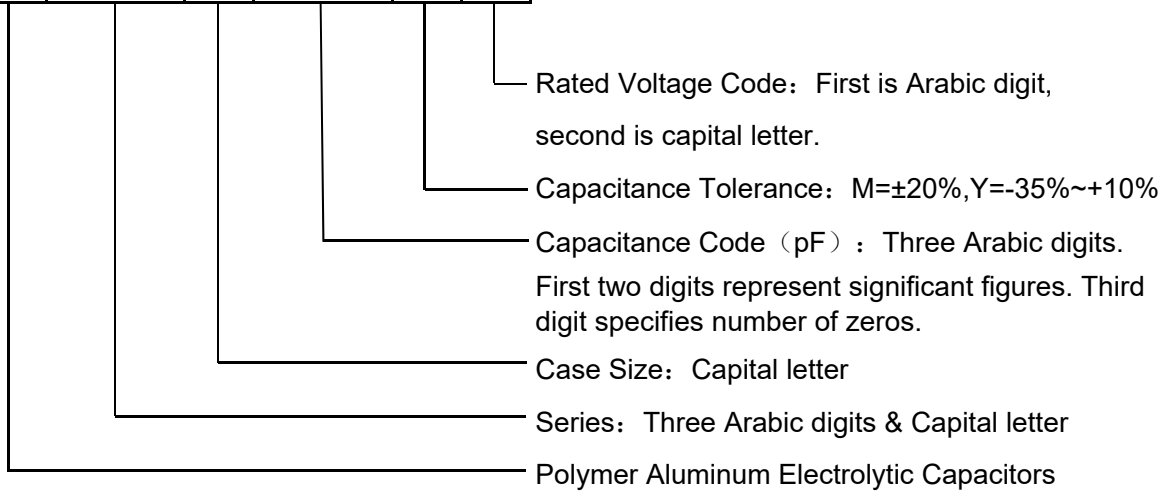 Rated Voltage Code：First is Arabic digit,
second is capital letter.
Capacitance Tolerance：M=±20%,Y=-35%~+10%
Capacitance Code（pF）：Three Arabic digits.
First two digits represent significant figures. Third
digit specifies number of zeros.
Case Size：Capital letter
Series：Three Arabic digits & Capital letter
Polymer Aluminum Electrolytic Capacitors